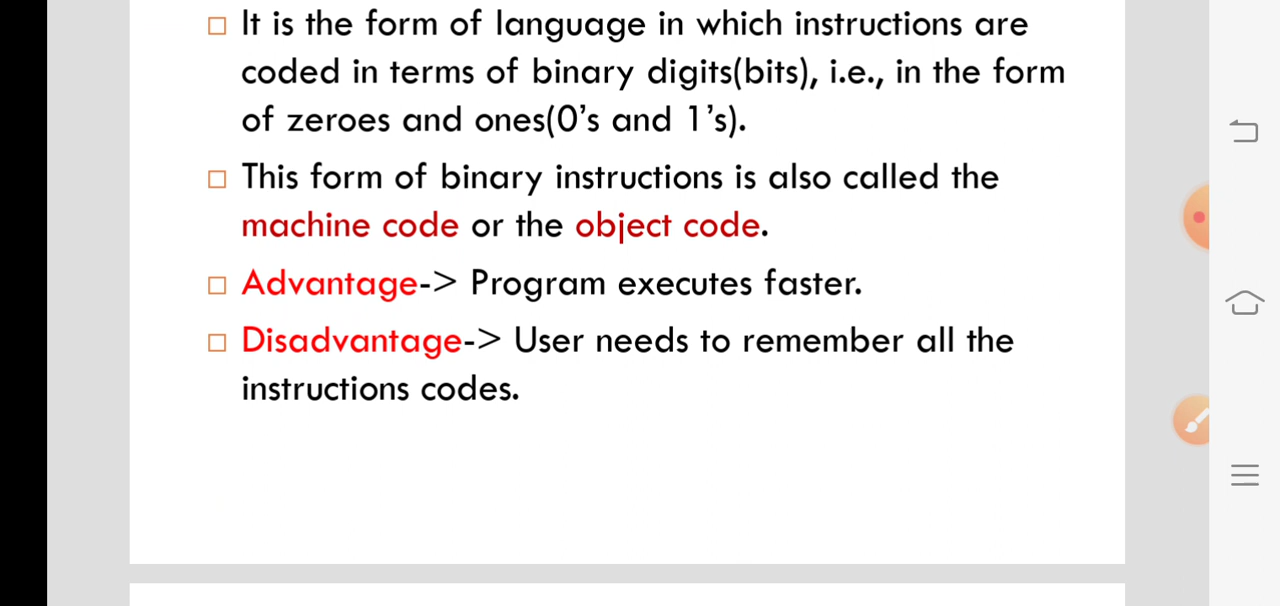 It is the form of language in which instructions are
coded in terms of binary digits(bits), i.e., in the form
of zeroes and ones(0’s and 1’s).
This form of binary instructions is also called the
machine code or the object code.
Advantage-> Program executes faster.
Disadvantage-> User needs to remember all the
instructions codes.